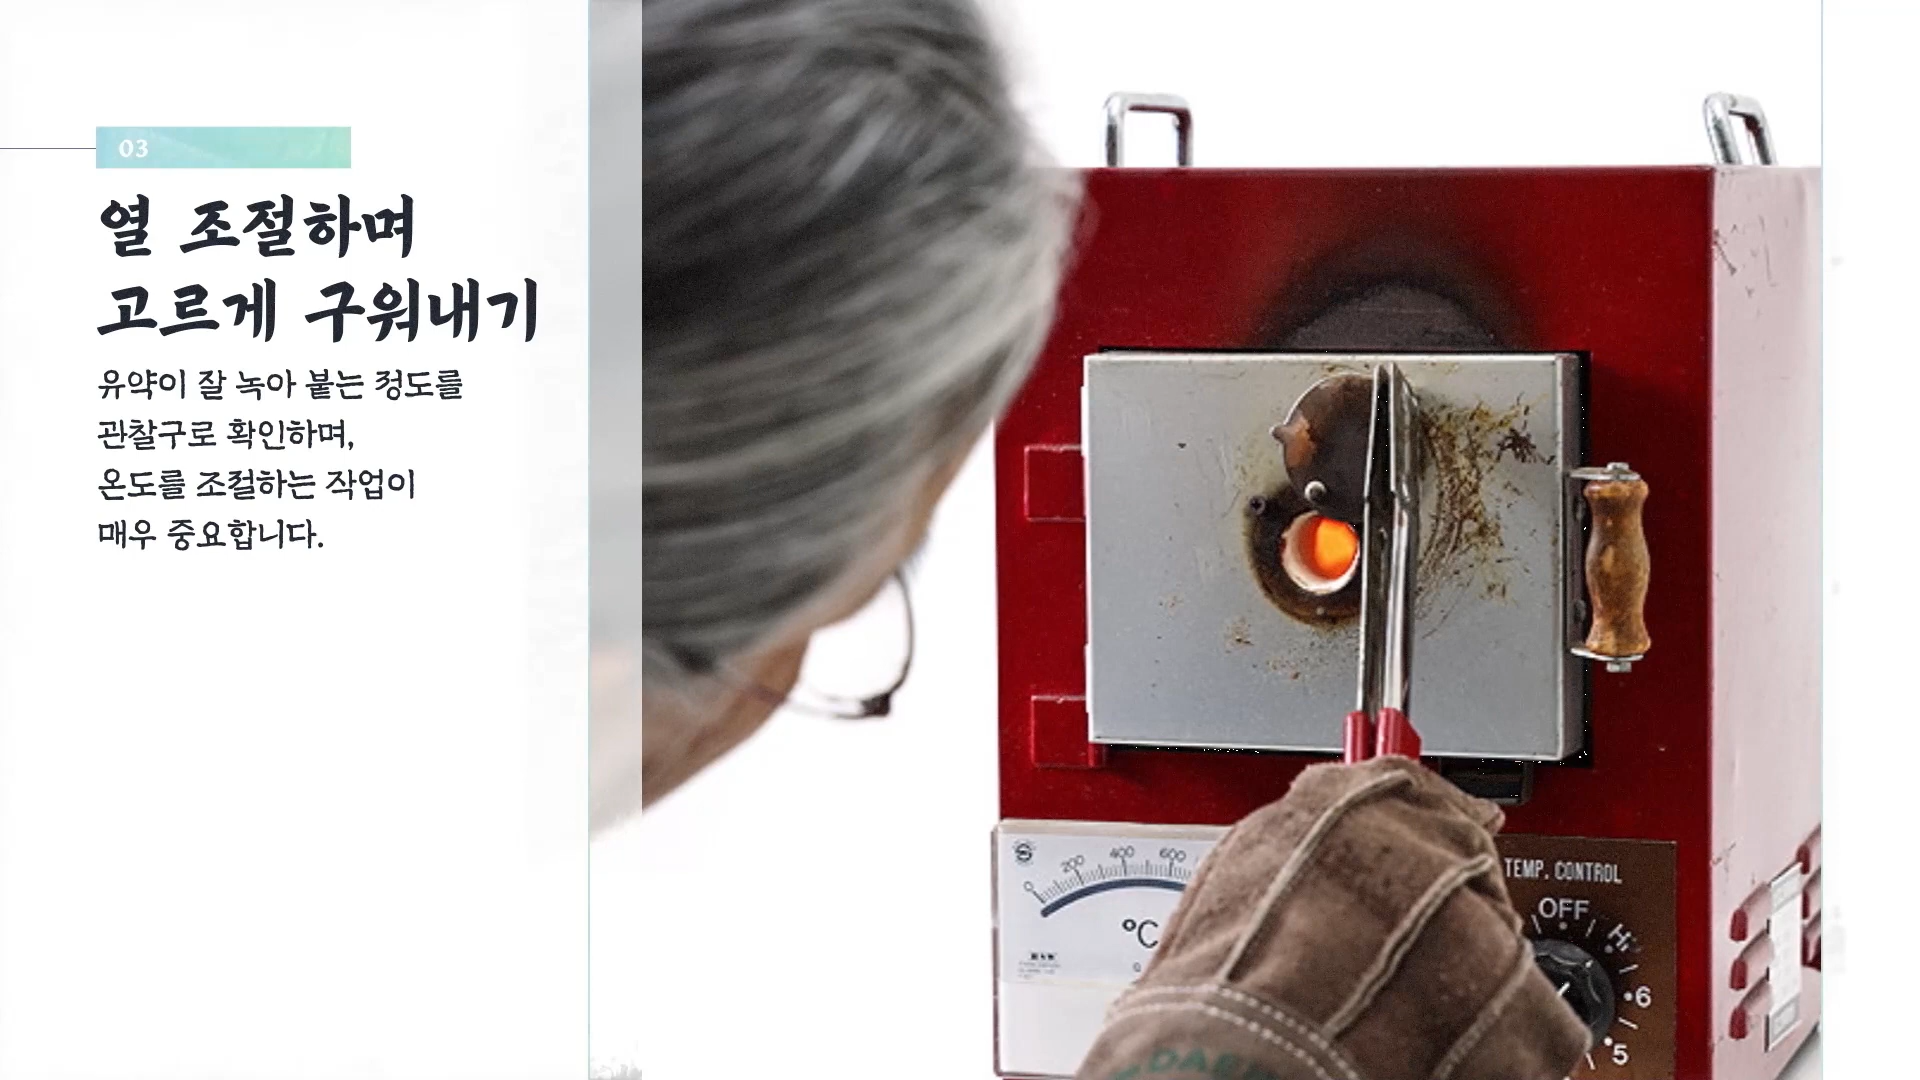 03
열 조절하며
고르게 구워내기
유약이 잘 녹아 붙는 정도를
관찰구로 확인하며,
온도를 조절하는 작업이
매우 중요합니다.
0 200 400 600
°C
TEMP. CONTROL
OFF
Hi
6
5